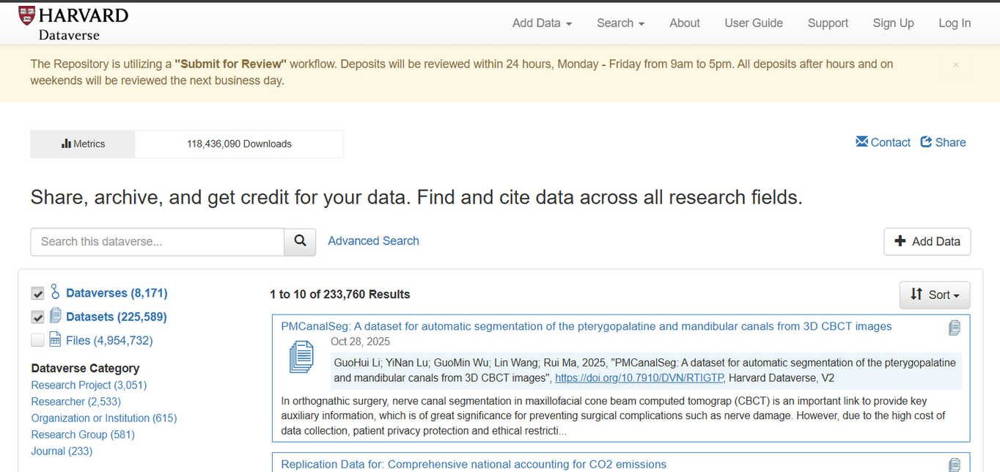 HARVARD
Dataverse
Add Data
Search
About
User Guide
Support
Sign Up
Log In
The Repository is utilizing a "Submit for Review" workflow. Deposits will be reviewed within 24 hours, Monday - Friday from 9am to 5pm. All deposits after hours and on
weekends will be reviewed the next business day.
×
Metrics
118,436,090 Downloads
Contact
Share
Share, archive, and get credit for your data. Find and cite data across all research fields.
Search this dataverse...
Advanced Search
Add Data
Dataverses (8,171)
Datasets (225,589)
Files (4,954,732)
Dataverse Category
Research Project (3,051)
Researcher (2,533)
Organization or Institution (615)
Research Group (581)
Journal (233)
1 to 10 of 233,760 Results
Sort
PMCanalSeg: A dataset for automatic segmentation of the pterygopalatine and mandibular canals from 3D CBCT images
Oct 28, 2025
GuoHui Li; YiNan Lu; GuoMin Wu; Lin Wang; Rui Ma, 2025, "PMCanalSeg: A dataset for automatic segmentation of the pterygopalatine
and mandibular canals from 3D CBCT images", https://doi.org/10.7910/DVN/RTIGTP, Harvard Dataverse, V2
In orthognathic surgery, nerve canal segmentation in maxillofacial cone beam computed tomograp (CBCT) is an important link to provide key
auxiliary information, which is of great significance for preventing surgical complications such as nerve damage. However, due to the high cost of
data collection, patient privacy protection and ethical restricti...
Replication Data for: Comprehensive national accounting for CO2 emissions